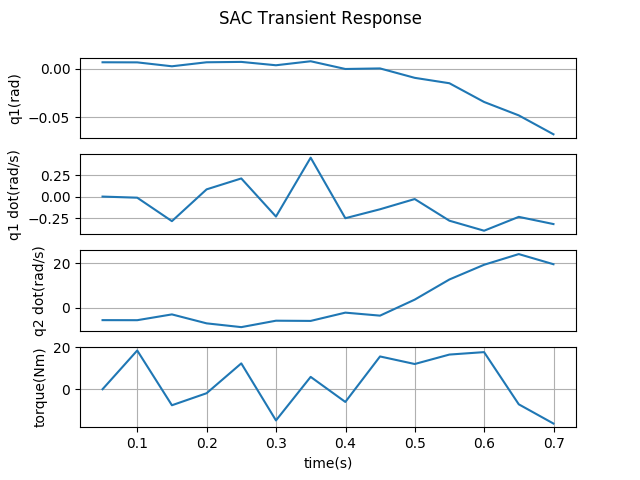 SAC Transient Response
q1(rad)
0.00
−0.05
q1 dot(rad/s)
0.25
0.00
−0.25
q2 dot(rad/s)
20
0
torque(Nm)
20
0
0.1 0.2 0.3 0.4 0.5 0.6 0.7
time(s)